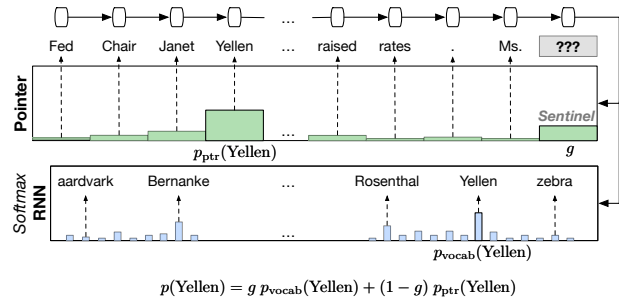 ...
Fed Chair Janet Yellen ... raised rates . Ms. ???
Pointer
Sentinel
...
p_ptr(Yellen) g
Softmax RNN
aardvark Bernanke ... Rosenthal Yellen zebra
...
p_vocab(Yellen)
p(Yellen) = g p_vocab(Yellen) + (1 − g) p_ptr(Yellen)